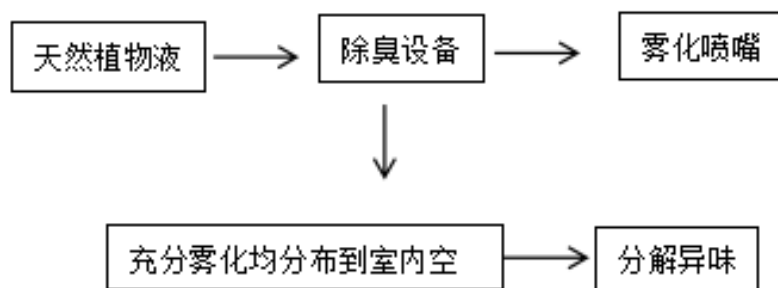 天然植物液
除臭设备
雾化喷嘴
充分雾化均分布到室内空
分解异味